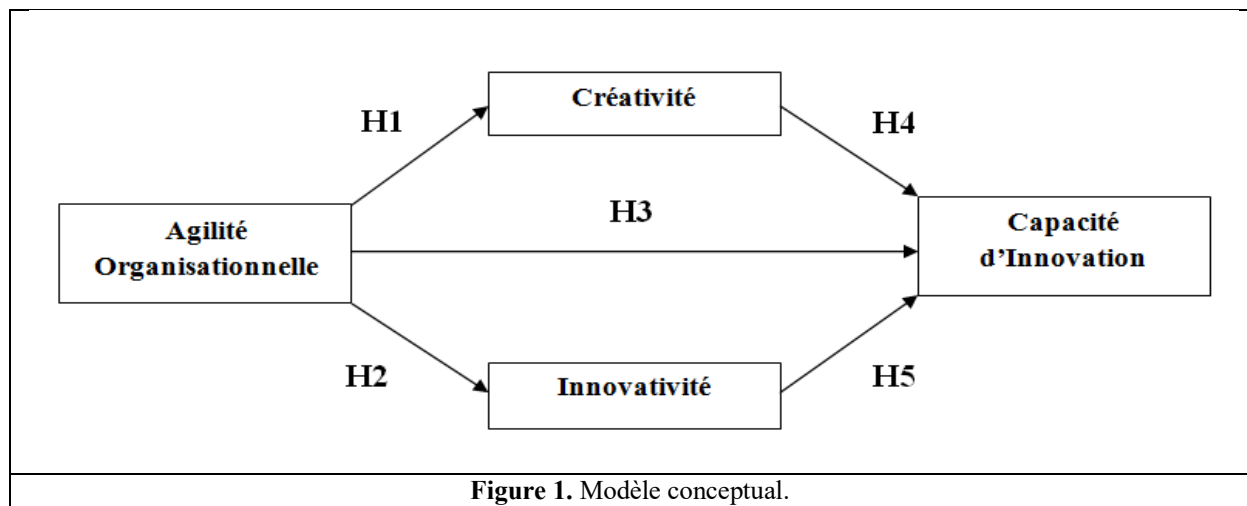 Créativité
H1
H4
H3
Agilité
Organisationnelle
Capacité
d’Innovation
H2
H5
Innovativité
Figure 1. Modèle conceptual.